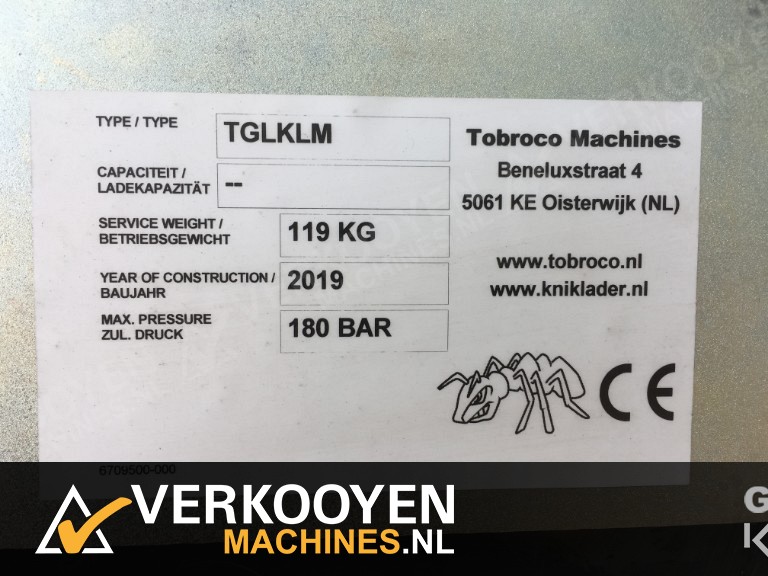 TYPE / TYPE
TGLKLM
CAPACITEIT /
LADEKAPAZITÄT
--
SERVICE WEIGHT /
BETRIEBSGEWICHT
119 KG
YEAR OF CONSTRUCTION /
BAUJAHR
2019
MAX. PRESSURE
ZUL. DRUCK
180 BAR
Tobroco Machines
Beneluxstraat 4
5061 KE Oisterwijk (NL)
www.tobroco.nl
www.kniklader.nl
CE
6709500-000
VERKOOYEN
MACHINES.NL
G
K